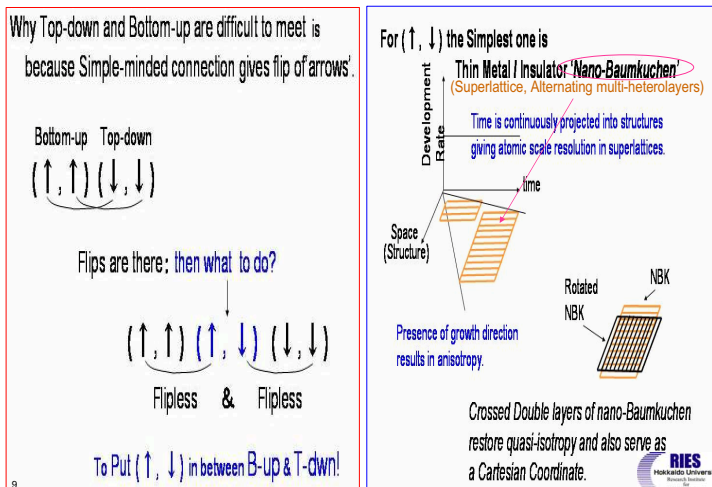 Why Top-down and Bottom-up are difficult to meet is
because Simple-minded connection gives flip of 'arrows'.
Bottom-up Top-down
(↑, ↑) (↓, ↓)
Flips are there; then what to do?
(↑, ↑) (↑, ↓) (↓, ↓)
Flipless & Flipless
To Put (↑, ↓) in between B-up & T-dwn!
9
For (↑, ↓) the Simplest one is
Thin Metal / Insulator 'Nano-Baumkuchen'
(Superlattice, Alternating multi-heterolayers)
Development
Rate
Time is continuously projected into structures
giving atomic scale resolution in superlattices.
time
Space
(Structure)
Rotated
NBK
NBK
Presence of growth direction
results in anisotropy.
Crossed Double layers of nano-Baumkuchen
restore quasi-isotropy and also serve as
a Cartesian Coordinate.
RIES
Hokkaido Univers
Research Institute
for